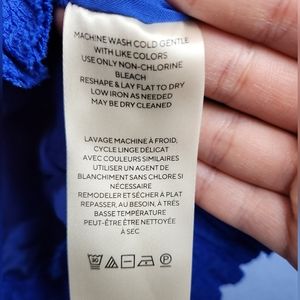 MACHINE WASH COLD GENTLE
WITH LIKE COLORS
USE ONLY NON-CHLORINE
BLEACH
RESHAPE & LAY FLAT TO DRY
LOW IRON AS NEEDED
MAY BE DRY CLEANED
LAVAGE MACHINE À FROID,
CYCLE LINGE DÉLICAT
AVEC COULEURS SIMILAIRES
UTILISER UN AGENT DE
BLANCHIMENT SANS CHLORE SI
NÉCESSAIRE
REMODELER ET SÉCHER À PLAT
REPASSER, AU BESOIN, À TRÈS
BASSE TEMPÉRATURE
PEUT-ÊTRE ÊTRE NETTOYÉE
À SEC